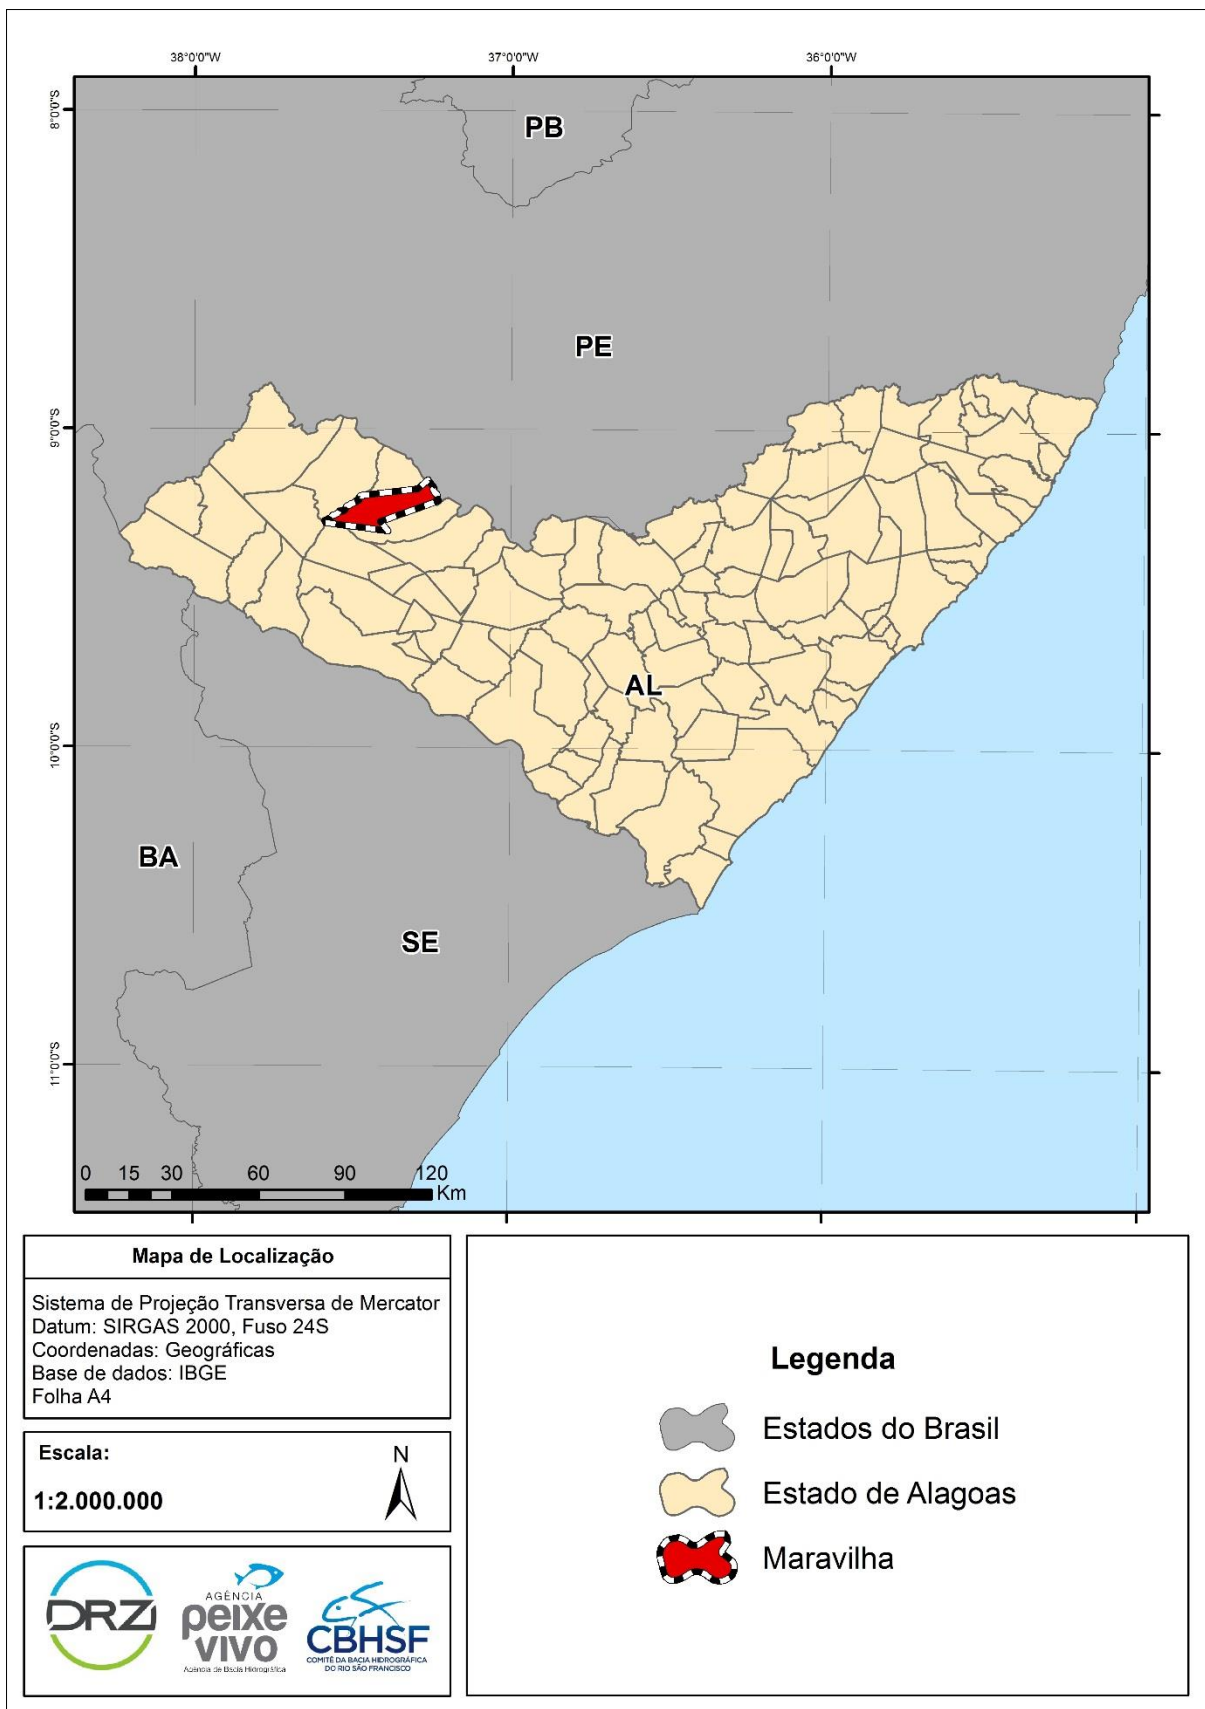 38°0'0"W
37°0'0"W
36°0'0"W
8°0'0"S
PB
PE
9°0'0"S
AL
10°0'0"S
BA
SE
11°0'0"S
0 15 30 60 90 120
Km
Mapa de Localização
Sistema de Projeção Transversa de Mercator
Datum: SIRGAS 2000, Fuso 24S
Coordenadas: Geográficas
Base de dados: IBGE
Folha A4
Escala:
1:2.000.000
N
DRZ
AGÊNCIA
peixe
vivo
Agência de Bacia Hidrográfica
CBHSF
COMITÊ DA BACIA HIDROGRÁFICA
DO RIO SÃO FRANCISCO
Legenda
Estados do Brasil
Estado de Alagoas
Maravilha